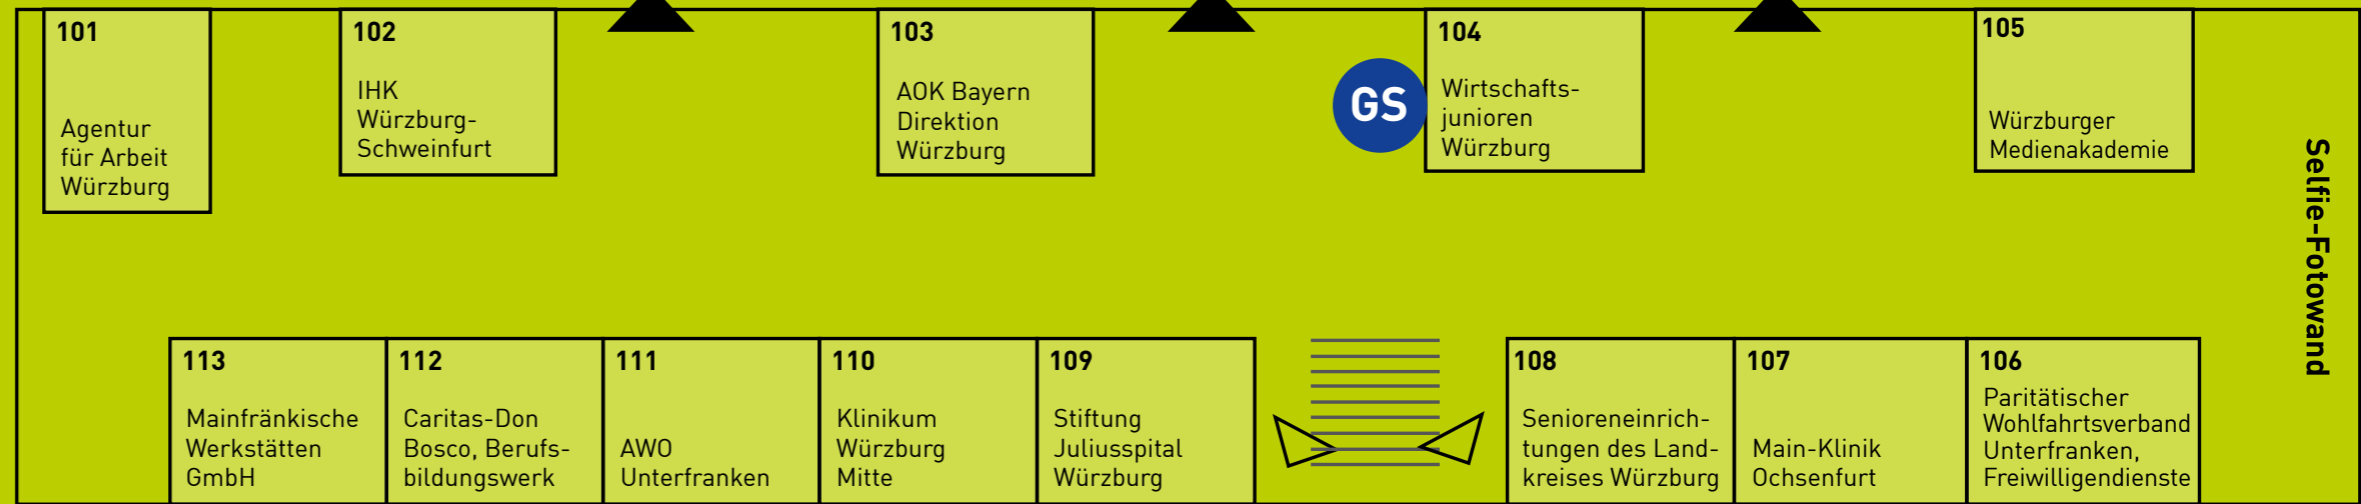 101
Agentur
für Arbeit
Würzburg
102
IHK
Würzburg-
Schweinfurt
103
AOK Bayern
Direktion
Würzburg
GS
104
Wirtschafts-
junioren
Würzburg
105
Würzburger
Medienakademie
Selfie-Fotowand
113
Mainfränkische
Werkstätten
GmbH
112
Caritas-Don
Bosco, Berufs-
bildungswerk
111
AWO
Unterfranken
110
Klinikum
Würzburg
Mitte
109
Stiftung
Juliusspital
Würzburg
108
Senioreneinrich-
tungen des Land-
kreises Würzburg
107
Main-Klinik
Ochsenfurt
106
Paritätischer
Wohlfahrtsverband
Unterfranken,
Freiwilligendienste